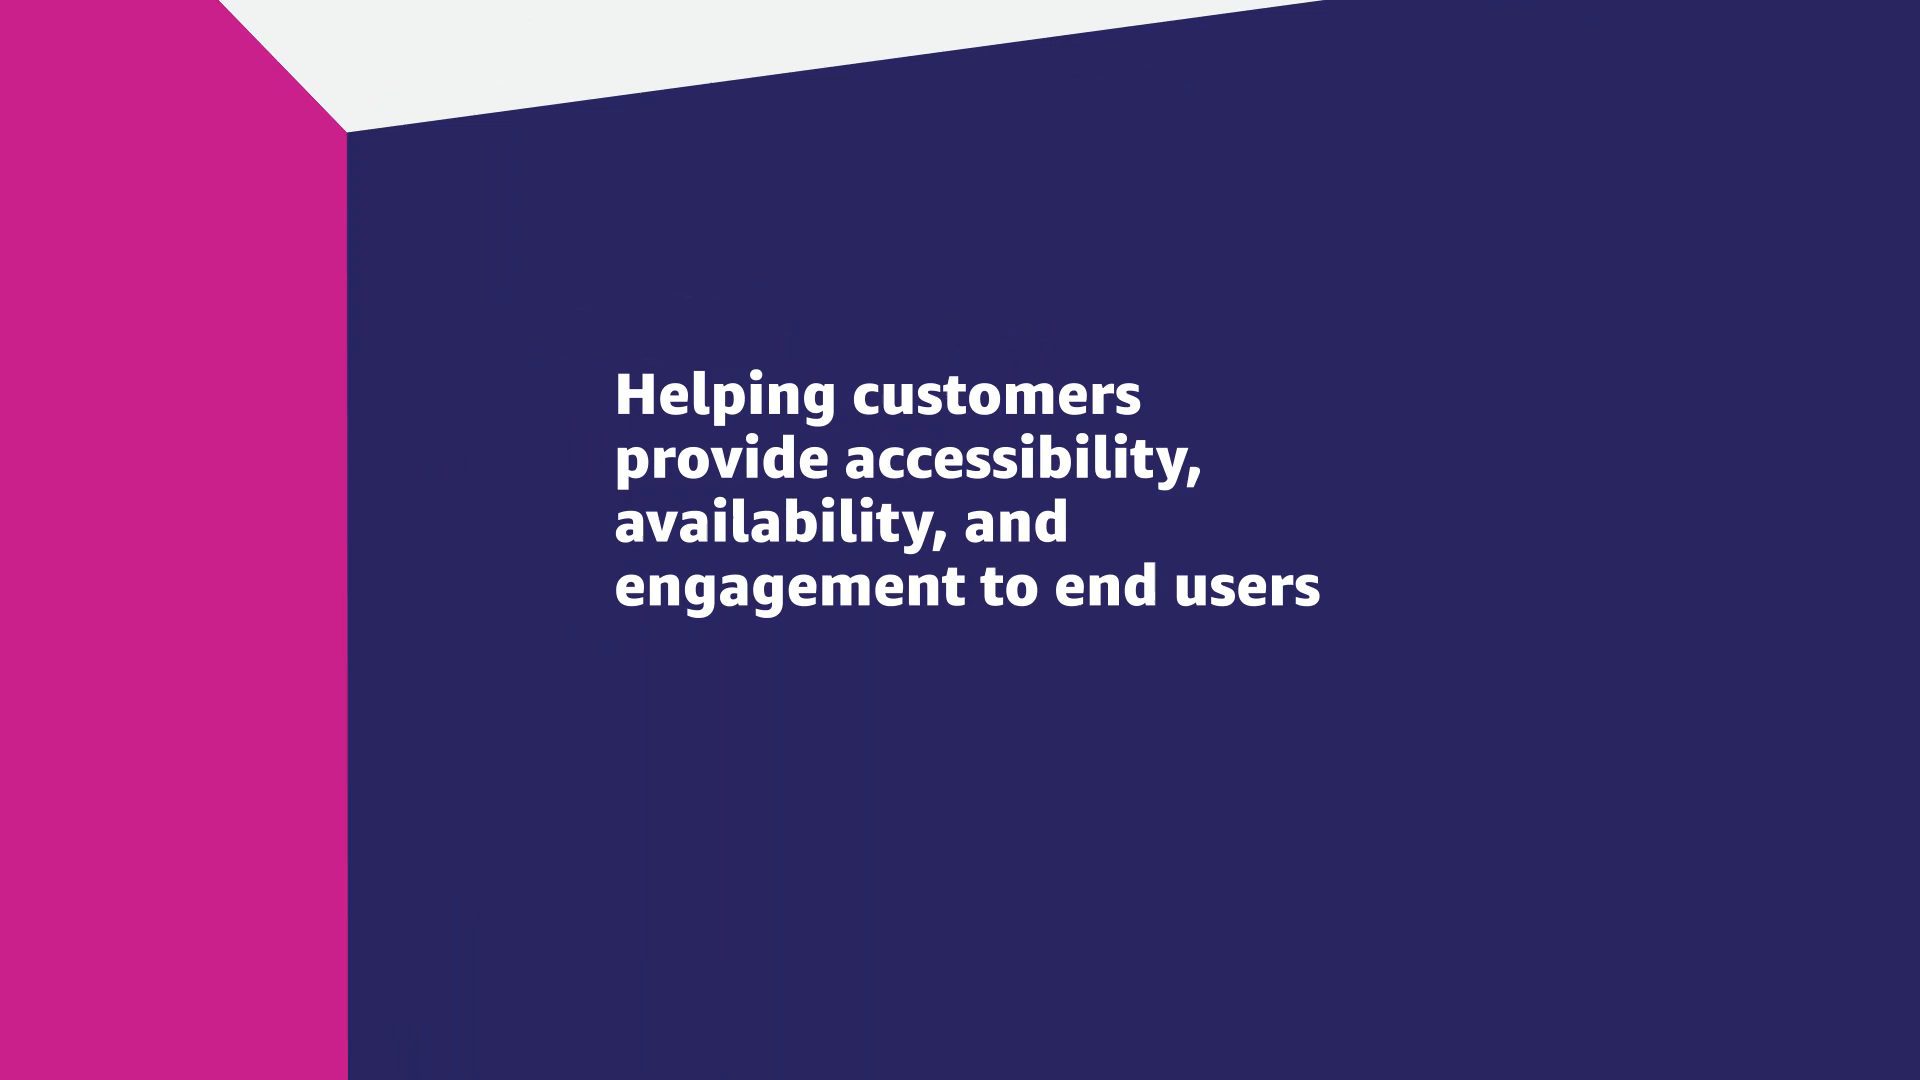 Helping customers
provide accessibility,
availability, and
engagement to end users